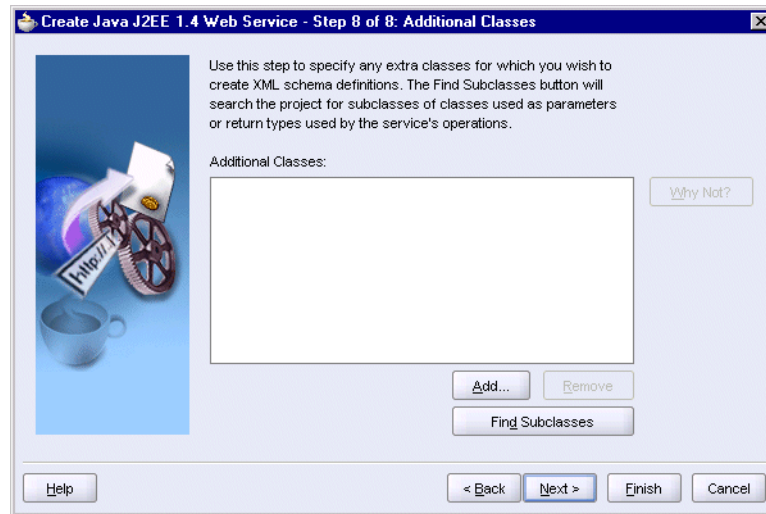 Create Java J2EE 1.4 Web Service - Step 8 of 8: Additional Classes
Use this step to specify any extra classes for which you wish to
create XML schema definitions. The Find Subclasses button will
search the project for subclasses of classes used as parameters
or return types used by the service's operations.
Additional Classes:
Why Not?
http://
Add...
Remove
Find Subclasses
Help
< Back
Next >
Finish
Cancel